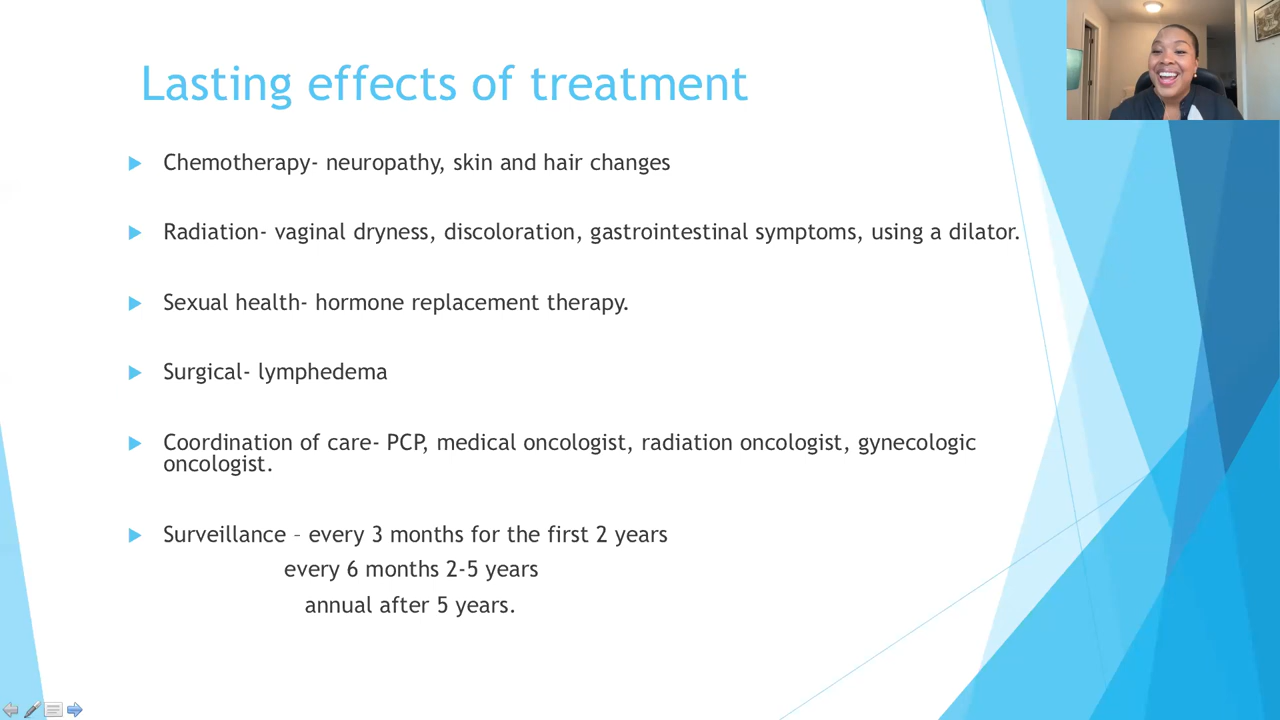 Lasting effects of treatment
Chemotherapy- neuropathy, skin and hair changes
Radiation- vaginal dryness, discoloration, gastrointestinal symptoms, using a dilator.
Sexual health- hormone replacement therapy.
Surgical- lymphedema
Coordination of care- PCP, medical oncologist, radiation oncologist, gynecologic
oncologist.
Surveillance – every 3 months for the first 2 years
every 6 months 2-5 years
annual after 5 years.